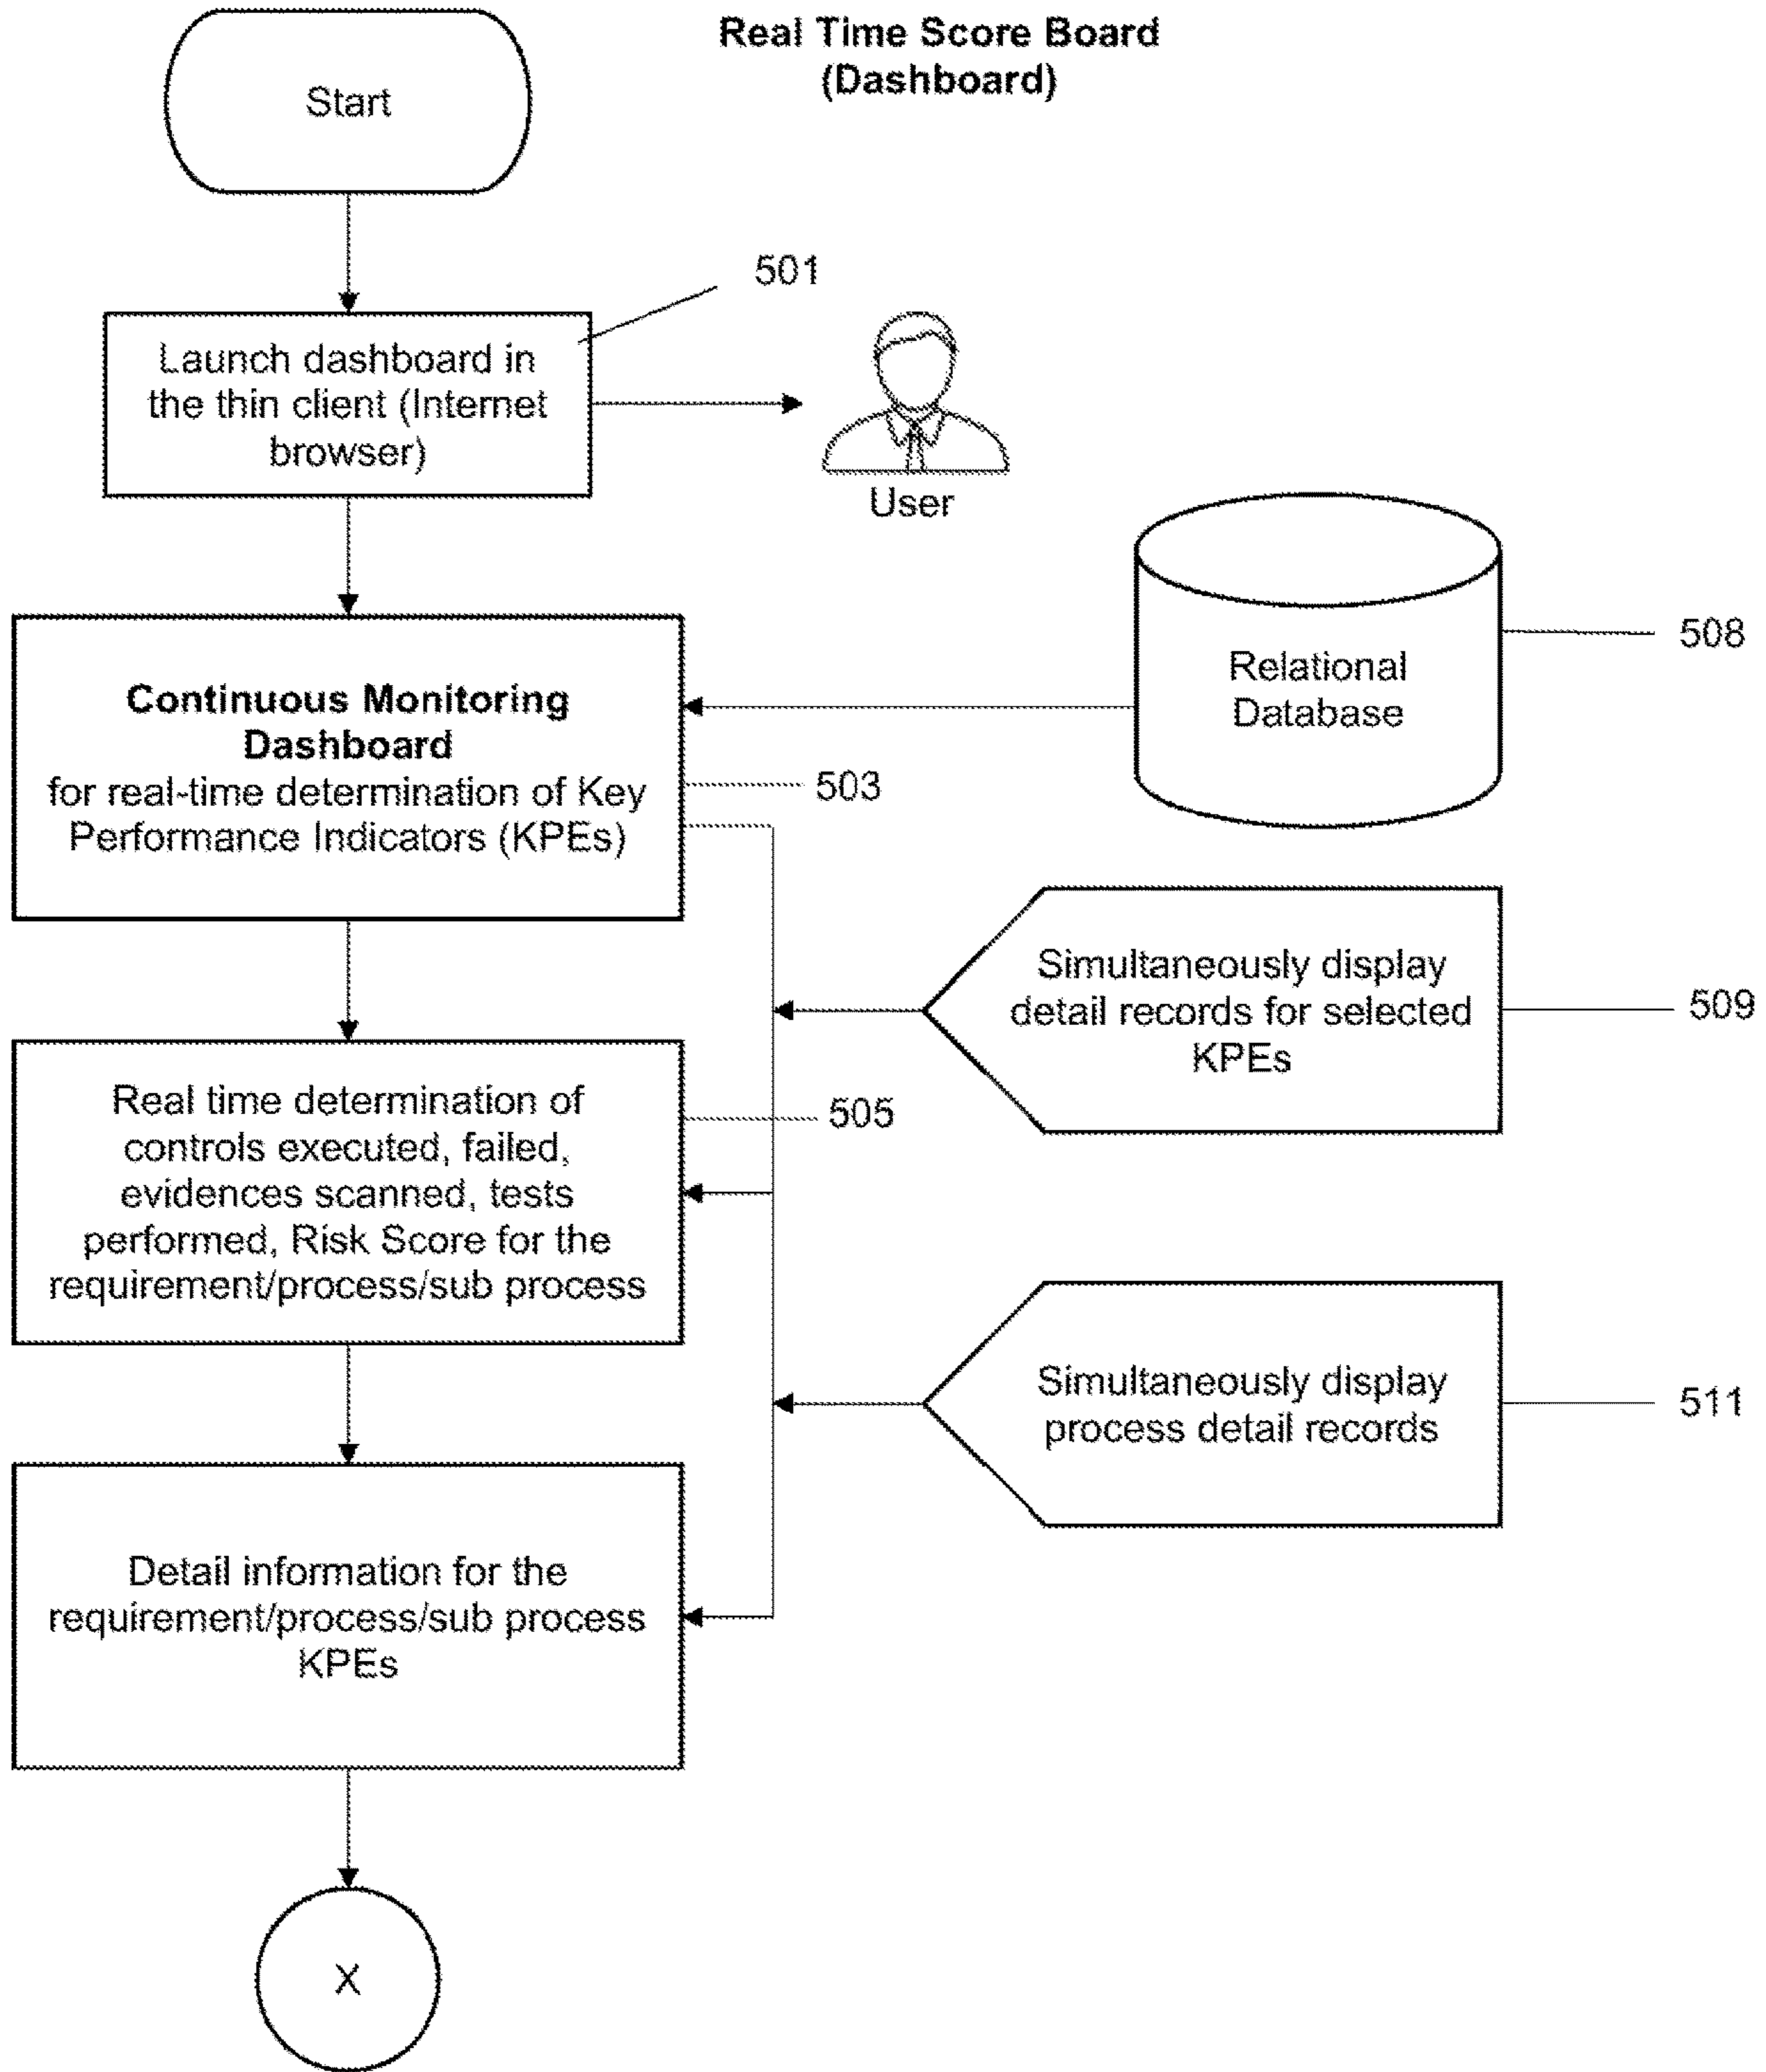 Real Time Score Board
(Dashboard)
Start
501
Launch dashboard in
the thin client (Internet
browser)
User
508
Relational
Database
Continuous Monitoring
Dashboard
for real-time determination of Key
Performance Indicators (KPEs)
503
Simultaneously display
detail records for selected
KPEs
509
Real time determination of
controls executed, failed,
evidences scanned, tests
performed, Risk Score for the
requirement/process/sub process
505
Simultaneously display
process detail records
511
Detail information for the
requirement/process/sub process
KPEs
X